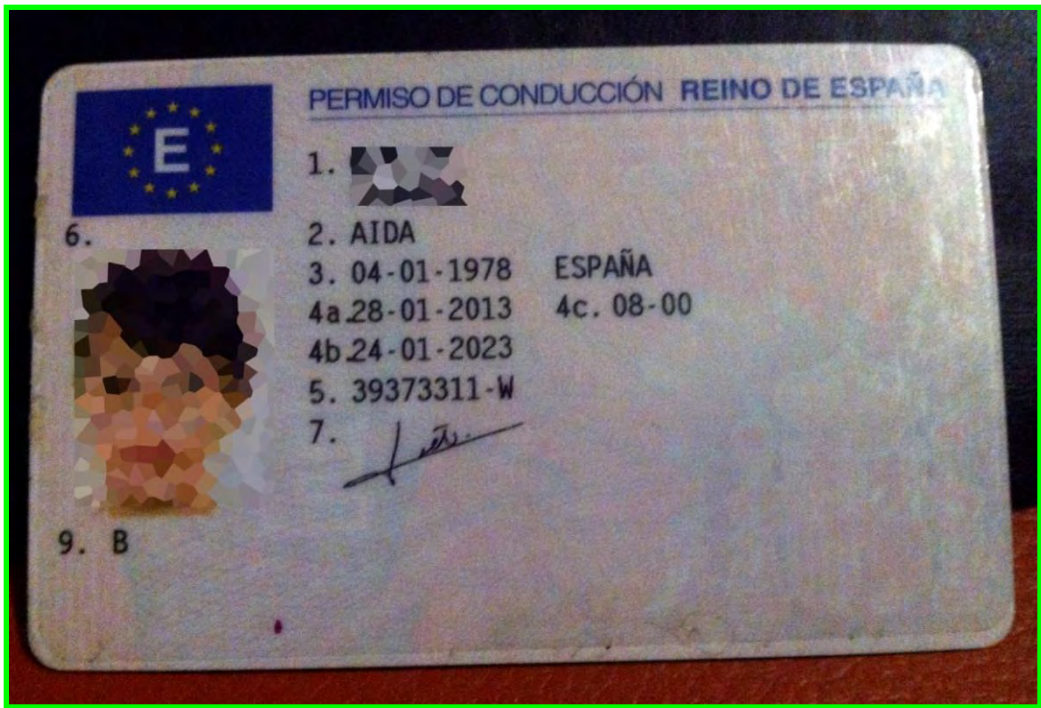 E
PERMISO DE CONDUCCIÓN REINO DE ESPAÑA
1.
2. AIDA
3. 04-01-1978 ESPAÑA
4a.28-01-2013 4c. 08-00
4b.24-01-2023
5. 39373311-W
7.
6.
9. B